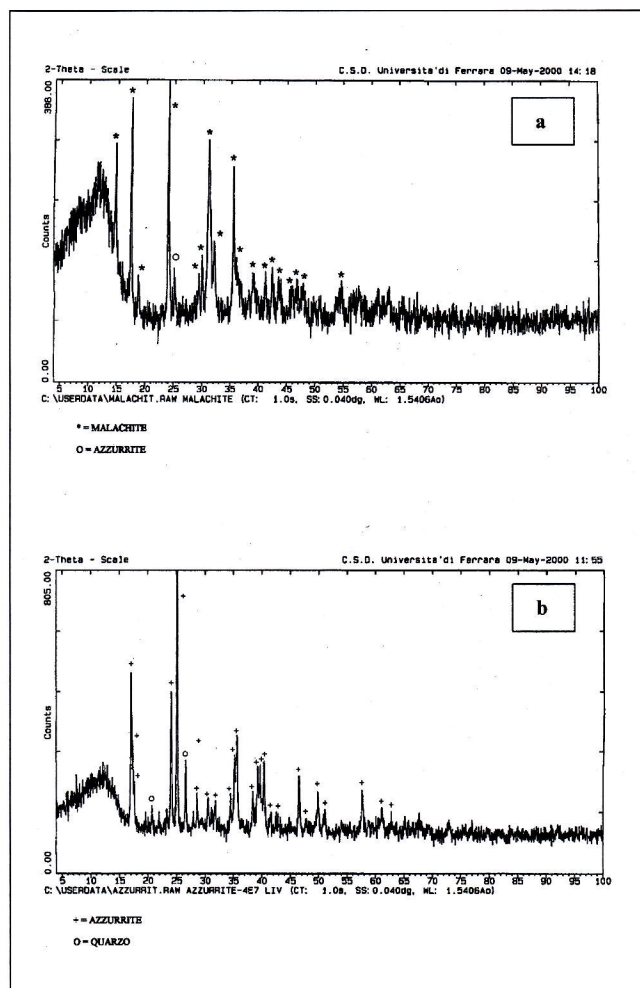 2-Theta - Scale C.S.D. Universita'di Ferrara 09-May-2000 14:18
388.00
a
Counts
0.00
5 10 15 20 25 30 35 40 45 50 55 60 65 70 75 80 85 90 95 100
C:\USERDATA\MALACHIT.RAW MALACHITE (CT: 1.0s, SS:0.040dg, WL: 1.5406Ao)
* = MALACHITE
O = AZZURRITE
2-Theta - Scale C.S.D. Universita'di Ferrara 09-May-2000 11:55
805.00
b
Counts
0.00
5 10 15 20 25 30 35 40 45 50 55 60 65 70 75 80 85 90 95 100
C:\USERDATA\AZZURRIT.RAW AZZURRITE-4E7 LIV (CT: 1.0s, SS:0.040dg, WL: 1.5406Ao)
+ = AZZURRITE
O = QUARZO